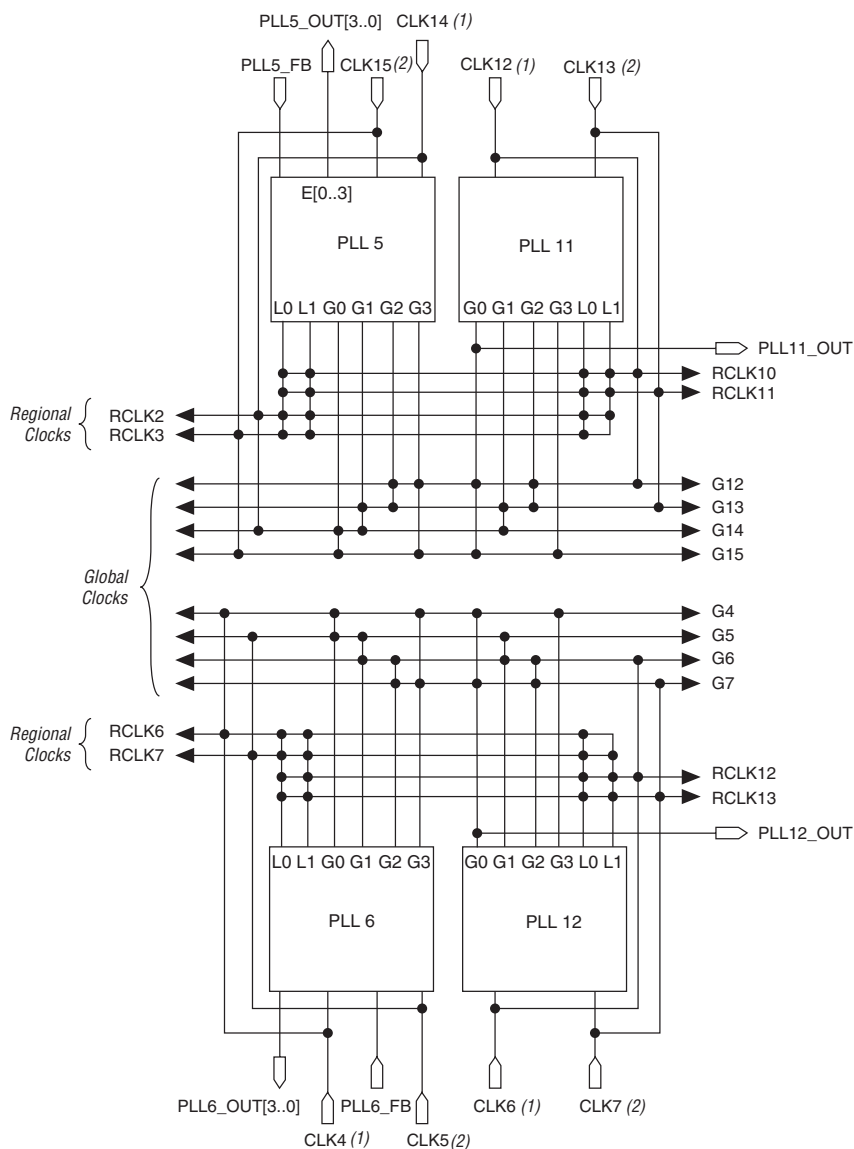 PLL5_OUT[3..0] CLK14 (1)
PLL5_FB CLK15 (2) CLK12 (1) CLK13 (2)
E[0..3]
PLL 5 PLL 11
L0 L1 G0 G1 G2 G3 G0 G1 G2 G3 L0 L1
PLL11_OUT
RCLK10
RCLK11
Regional
Clocks
RCLK2
RCLK3
G12
G13
G14
G15
Global
Clocks
G4
G5
G6
G7
Regional
Clocks
RCLK6
RCLK7
RCLK12
RCLK13
PLL12_OUT
L0 L1 G0 G1 G2 G3 G0 G1 G2 G3 L0 L1
PLL 6 PLL 12
PLL6_OUT[3..0] PLL6_FB CLK6 (1) CLK7 (2)
CLK4 (1) CLK5 (2)